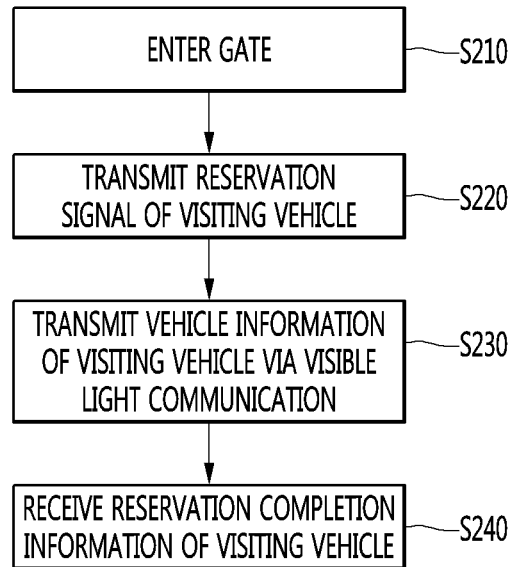 ENTER GATE
S210
TRANSMIT RESERVATION
SIGNAL OF VISITING VEHICLE
S220
TRANSMIT VEHICLE INFORMATION
OF VISITING VEHICLE VIA VISIBLE
LIGHT COMMUNICATION
S230
RECEIVE RESERVATION COMPLETION
INFORMATION OF VISITING VEHICLE
S240